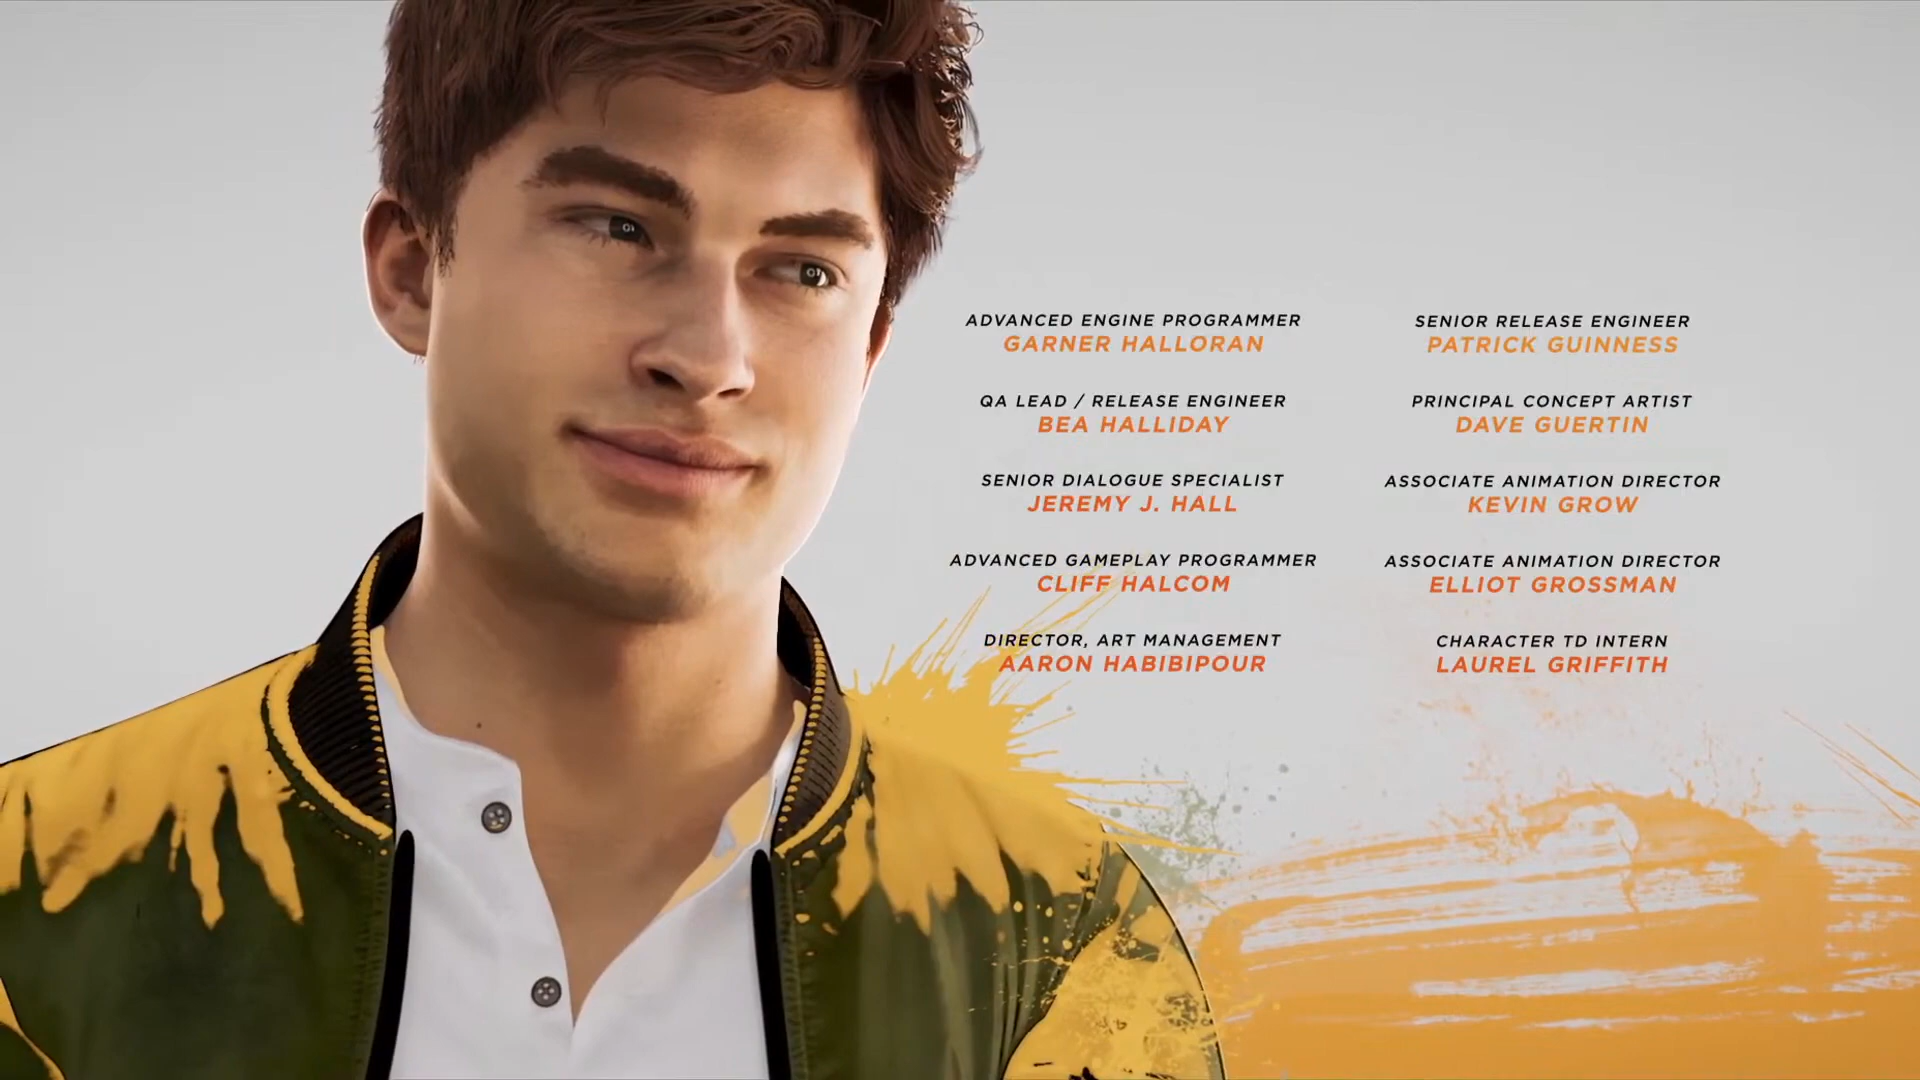 ADVANCED ENGINE PROGRAMMER
GARNER HALLORAN
QA LEAD / RELEASE ENGINEER
BEA HALLIDAY
SENIOR DIALOGUE SPECIALIST
JEREMY J. HALL
ADVANCED GAMEPLAY PROGRAMMER
CLIFF HALCOM
DIRECTOR, ART MANAGEMENT
AARON HABIBIPOUR
SENIOR RELEASE ENGINEER
PATRICK GUINNESS
PRINCIPAL CONCEPT ARTIST
DAVE GUERTIN
ASSOCIATE ANIMATION DIRECTOR
KEVIN GROW
ASSOCIATE ANIMATION DIRECTOR
ELLIOT GROSSMAN
CHARACTER TD INTERN
LAUREL GRIFFITH